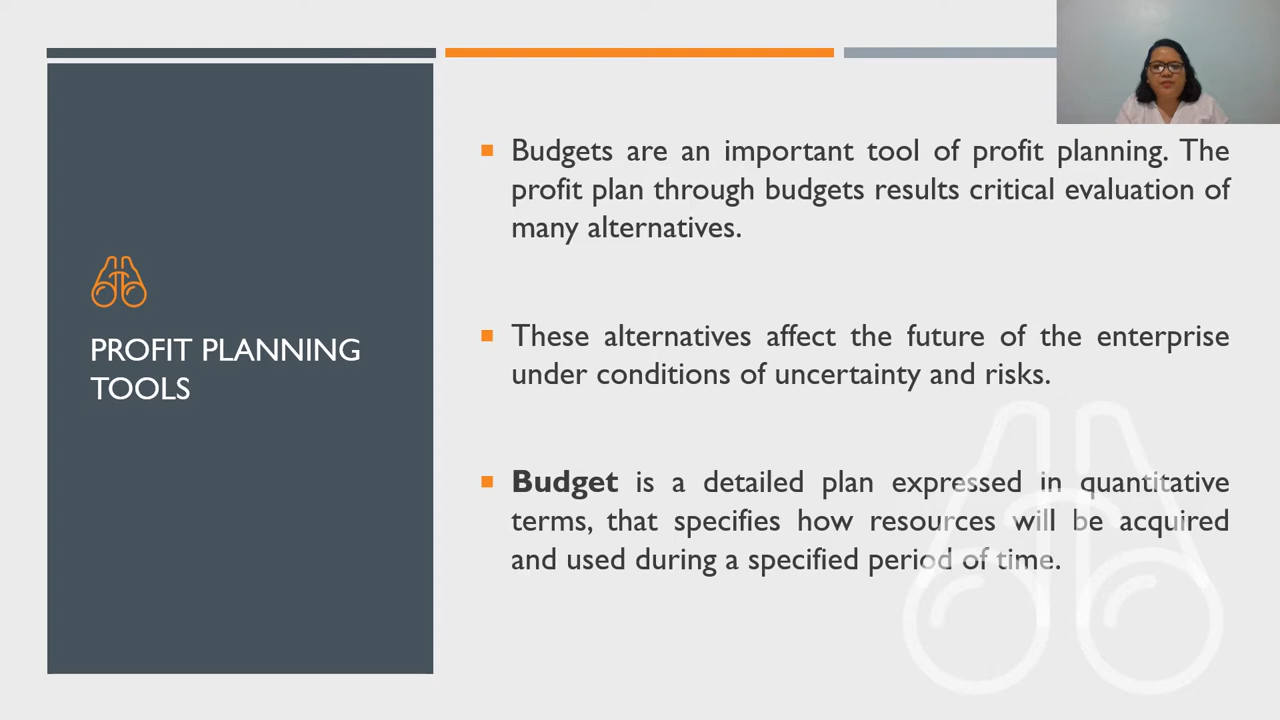 PROFIT PLANNING
TOOLS
Budgets are an important tool of profit planning. The
profit plan through budgets results critical evaluation of
many alternatives.
These alternatives affect the future of the enterprise
under conditions of uncertainty and risks.
Budget is a detailed plan expressed in quantitative
terms, that specifies how resources will be acquired
and used during a specified period of time.